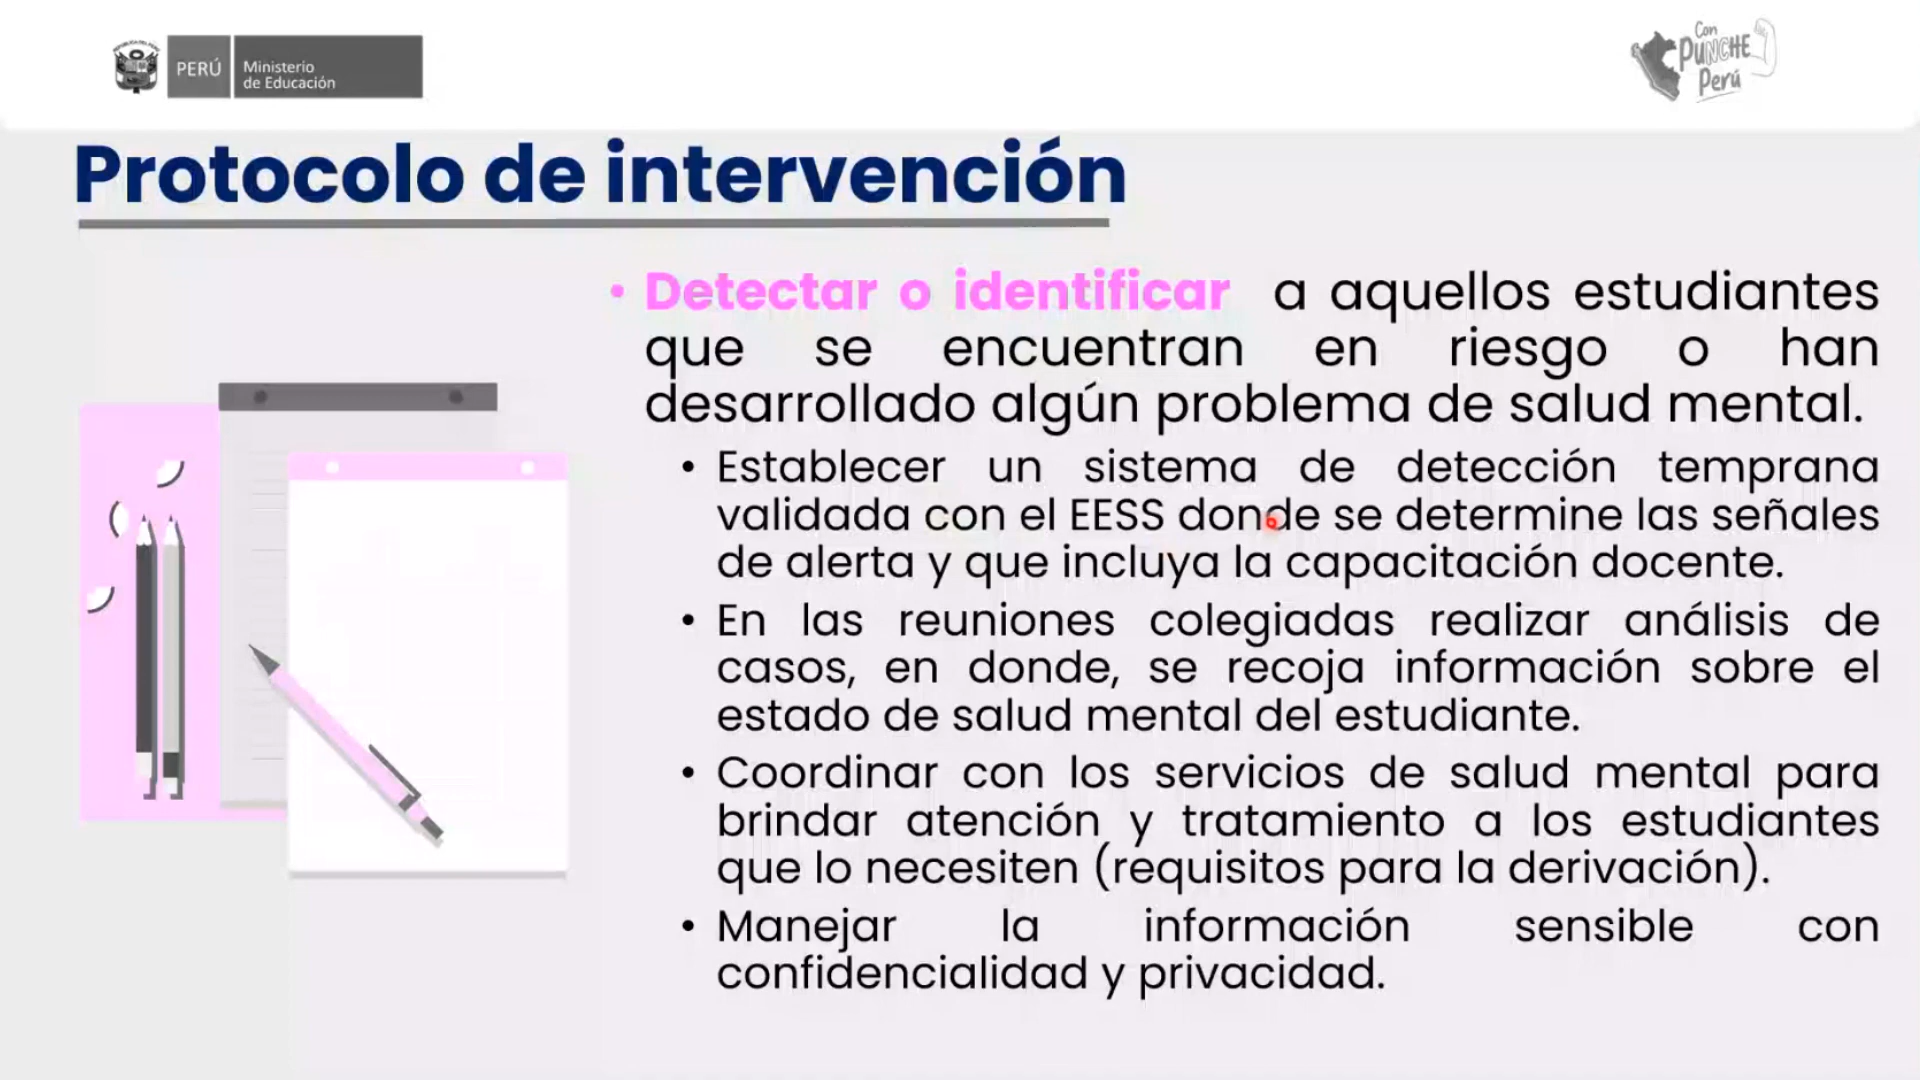 PERÚ
Ministerio
de Educación
Con
PUNCHE
Perú
Protocolo de intervención
• Detectar o identificar a aquellos estudiantes
que se encuentran en riesgo o han
desarrollado algún problema de salud mental.
• Establecer un sistema de detección temprana
validada con el EESS donde se determine las señales
de alerta y que incluya la capacitación docente.
• En las reuniones colegiadas realizar análisis de
casos, en donde, se recoja información sobre el
estado de salud mental del estudiante.
• Coordinar con los servicios de salud mental para
brindar atención y tratamiento a los estudiantes
que lo necesiten (requisitos para la derivación).
• Manejar la información sensible con
confidencialidad y privacidad.